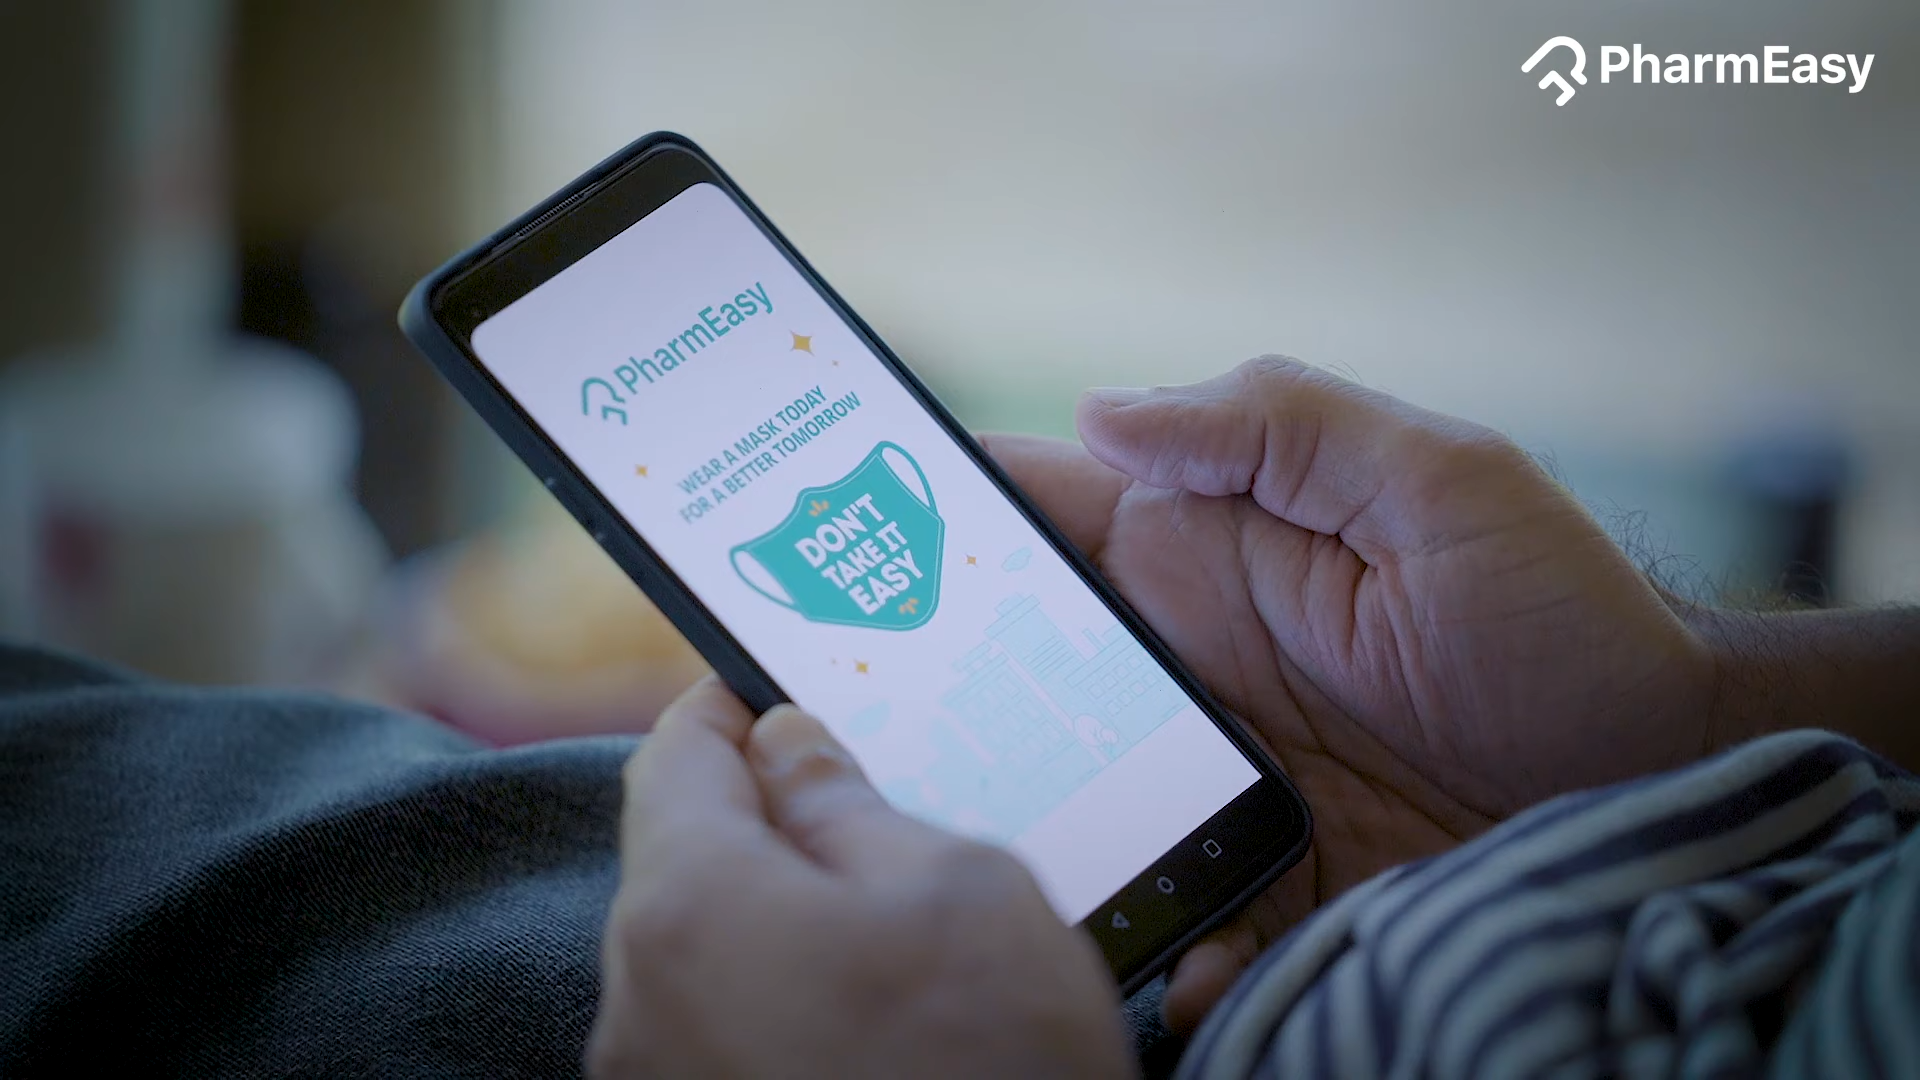 PharmEasy
PharmEasy
WEAR A MASK TODAY
FOR A BETTER TOMORROW
DON'T
TAKE IT
EASY